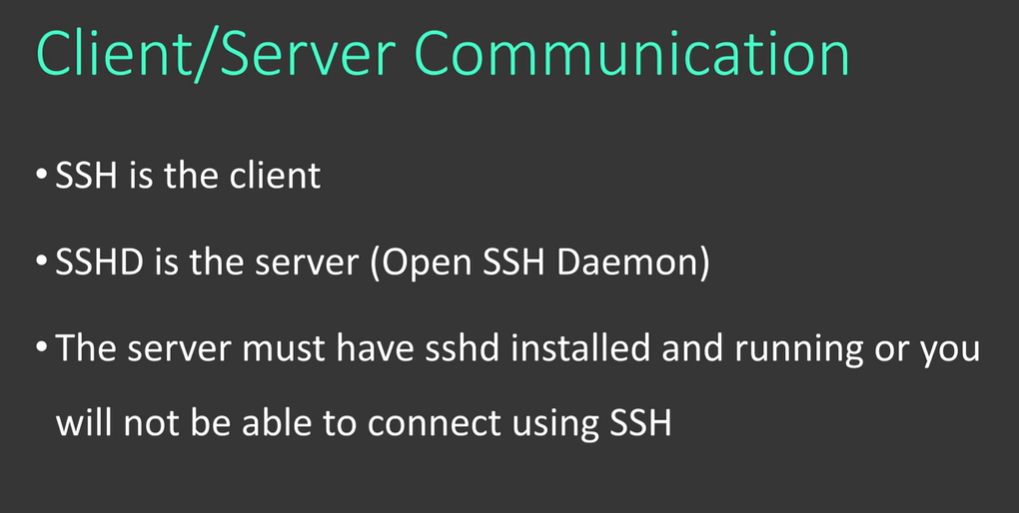 Client/Server Communication
• SSH is the client
• SSHD is the server (Open SSH Daemon)
• The server must have sshd installed and running or you
will not be able to connect using SSH